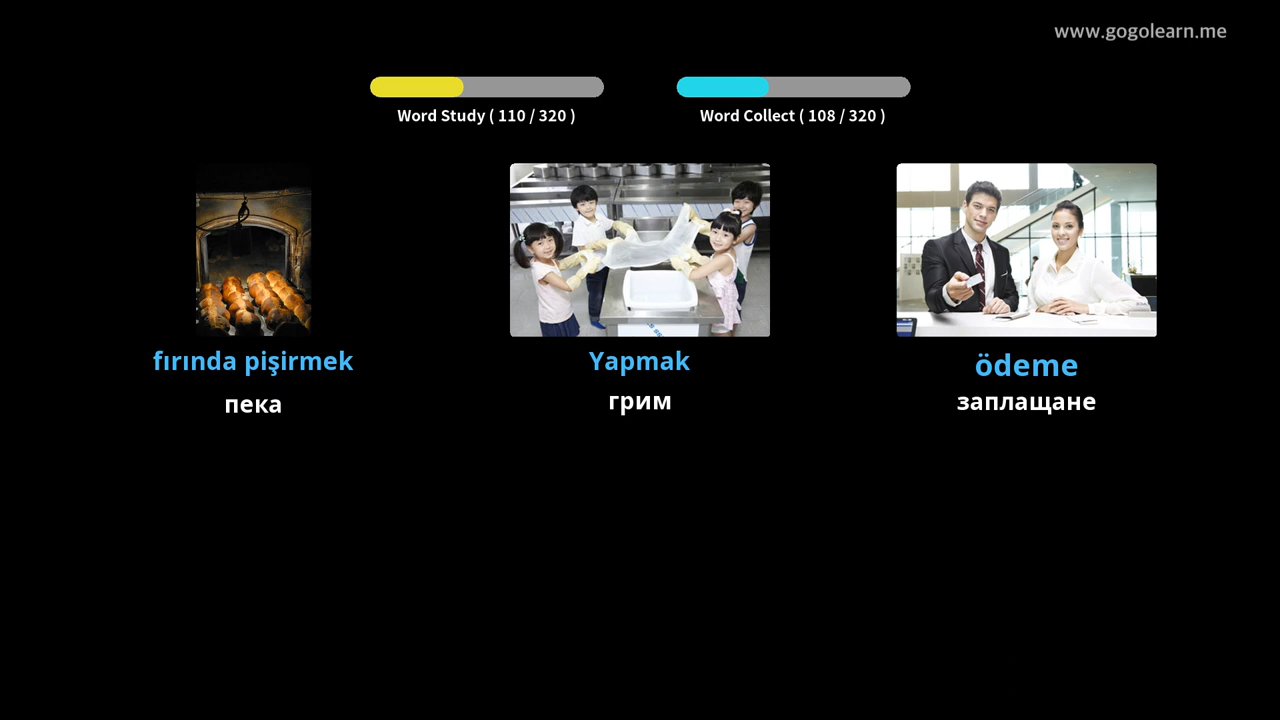 www.gogolearn.me
Word Study ( 110 / 320 )
Word Collect ( 108 / 320 )
fırında pişirmek
Yapmak
ödeme
пека
грим
заплащане